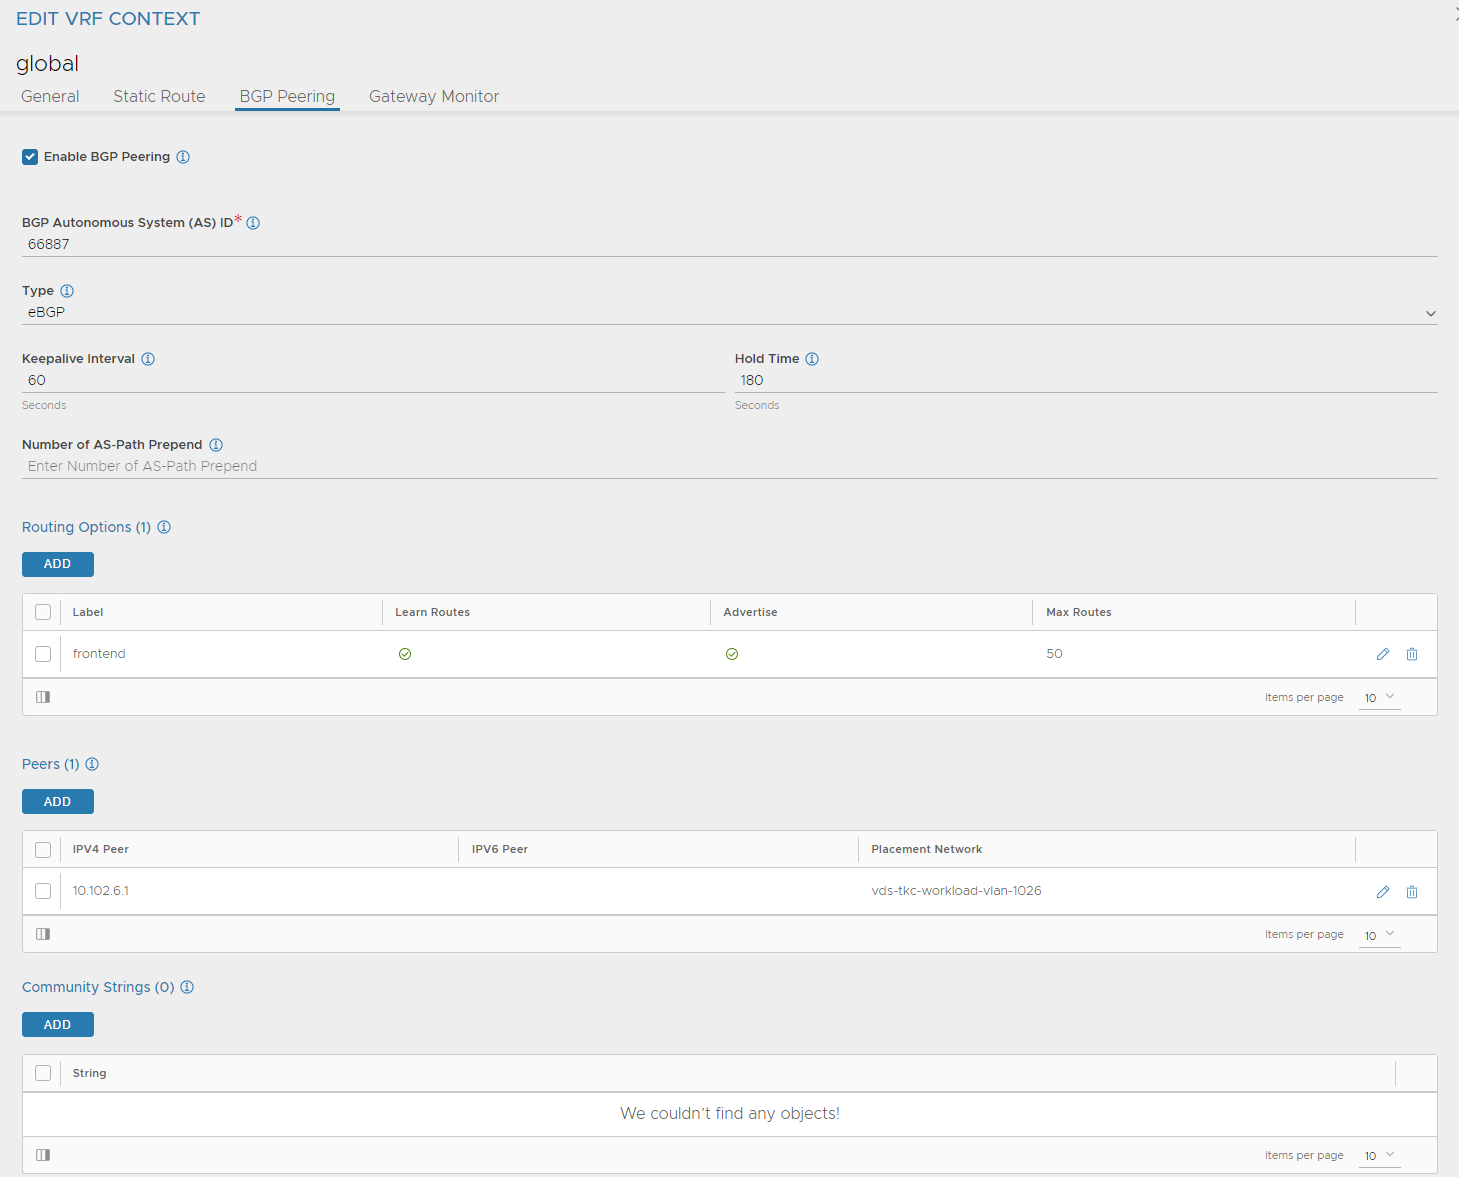 EDIT VRF CONTEXT
global
General Static Route BGP Peering Gateway Monitor
Enable BGP Peering
BGP Autonomous System (AS) ID*
66887
Type
eBGP
Keepalive Interval Hold Time
60 180
Seconds Seconds
Number of AS-Path Prepend
Enter Number of AS-Path Prepend
Routing Options (1)
ADD
Label Learn Routes Advertise Max Routes
frontend 50
Items per page 10
Peers (1)
ADD
IPV4 Peer IPV6 Peer Placement Network
10.102.6.1 vds-tkc-workload-vlan-1026
Items per page 10
Community Strings (0)
ADD
String
We couldn't find any objects!
Items per page 10